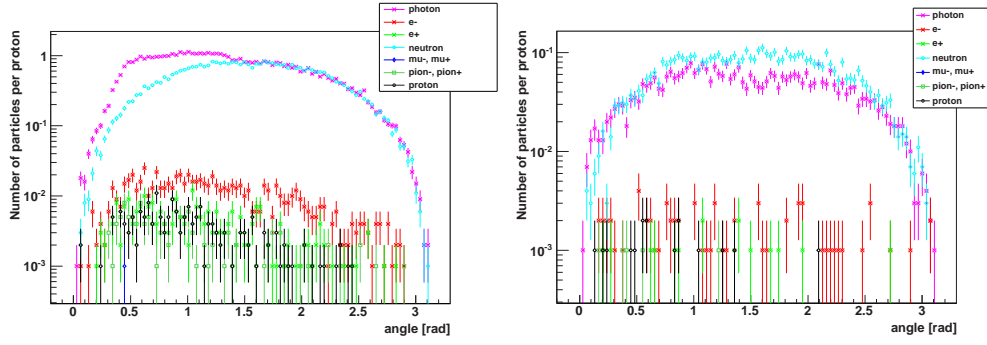 photon
e-
e+
neutron
mu-, mu+
pion-, pion+
proton
Number of particles per proton
1
10^-1
10^-2
10^-3
0 0.5 1 1.5 2 2.5 3
angle [rad]
photon
e-
e+
neutron
mu-, mu+
pion-, pion+
proton
Number of particles per proton
10^-1
10^-2
10^-3
0 0.5 1 1.5 2 2.5 3
angle [rad]